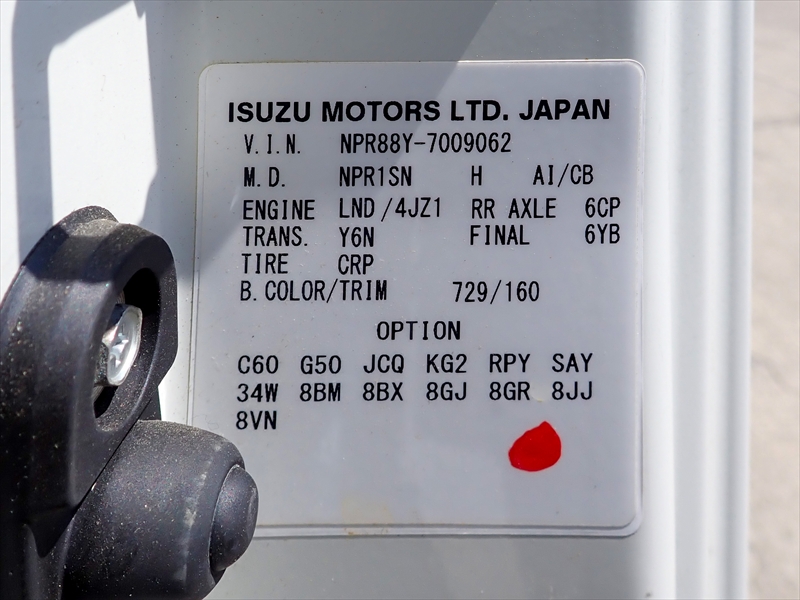 ISUZU MOTORS LTD. JAPAN
V.I.N. NPR88Y-7009062
M.D. NPR1SN H AI/CB
ENGINE LND/4JZ1 RR AXLE 6CP
TRANS. Y6N FINAL 6YB
TIRE CRP
B.COLOR/TRIM 729/160
OPTION
C60 G50 JCQ KG2 RPY SAY
34W 8BM 8BX 8GJ 8GR 8JJ
8VN